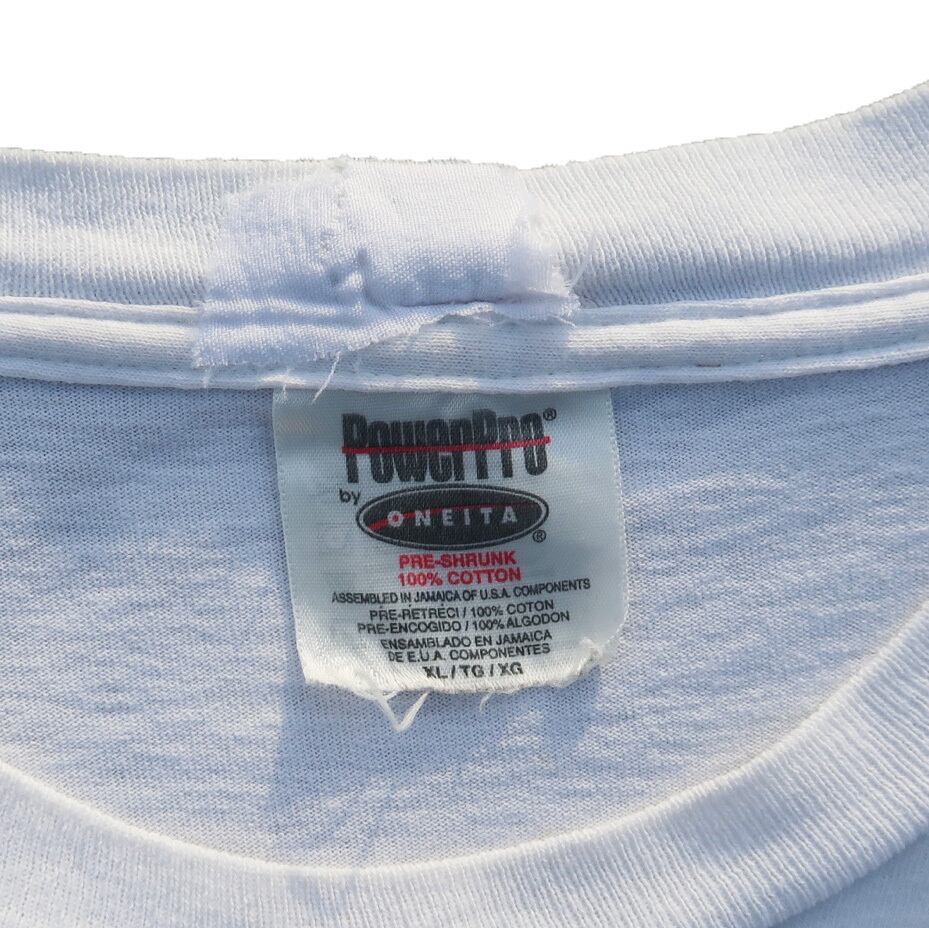 PowerPro®
by ONEITA®
PRE-SHRUNK
100% COTTON
ASSEMBLED IN JAMAICA OF U.S.A. COMPONENTS
PRE-RETRECI / 100% COTON
PRE-ENCOGIDO / 100% ALGODON
ENSAMBLADO EN JAMAICA
DE E.U.A. COMPONENTES
XL / TG / XG